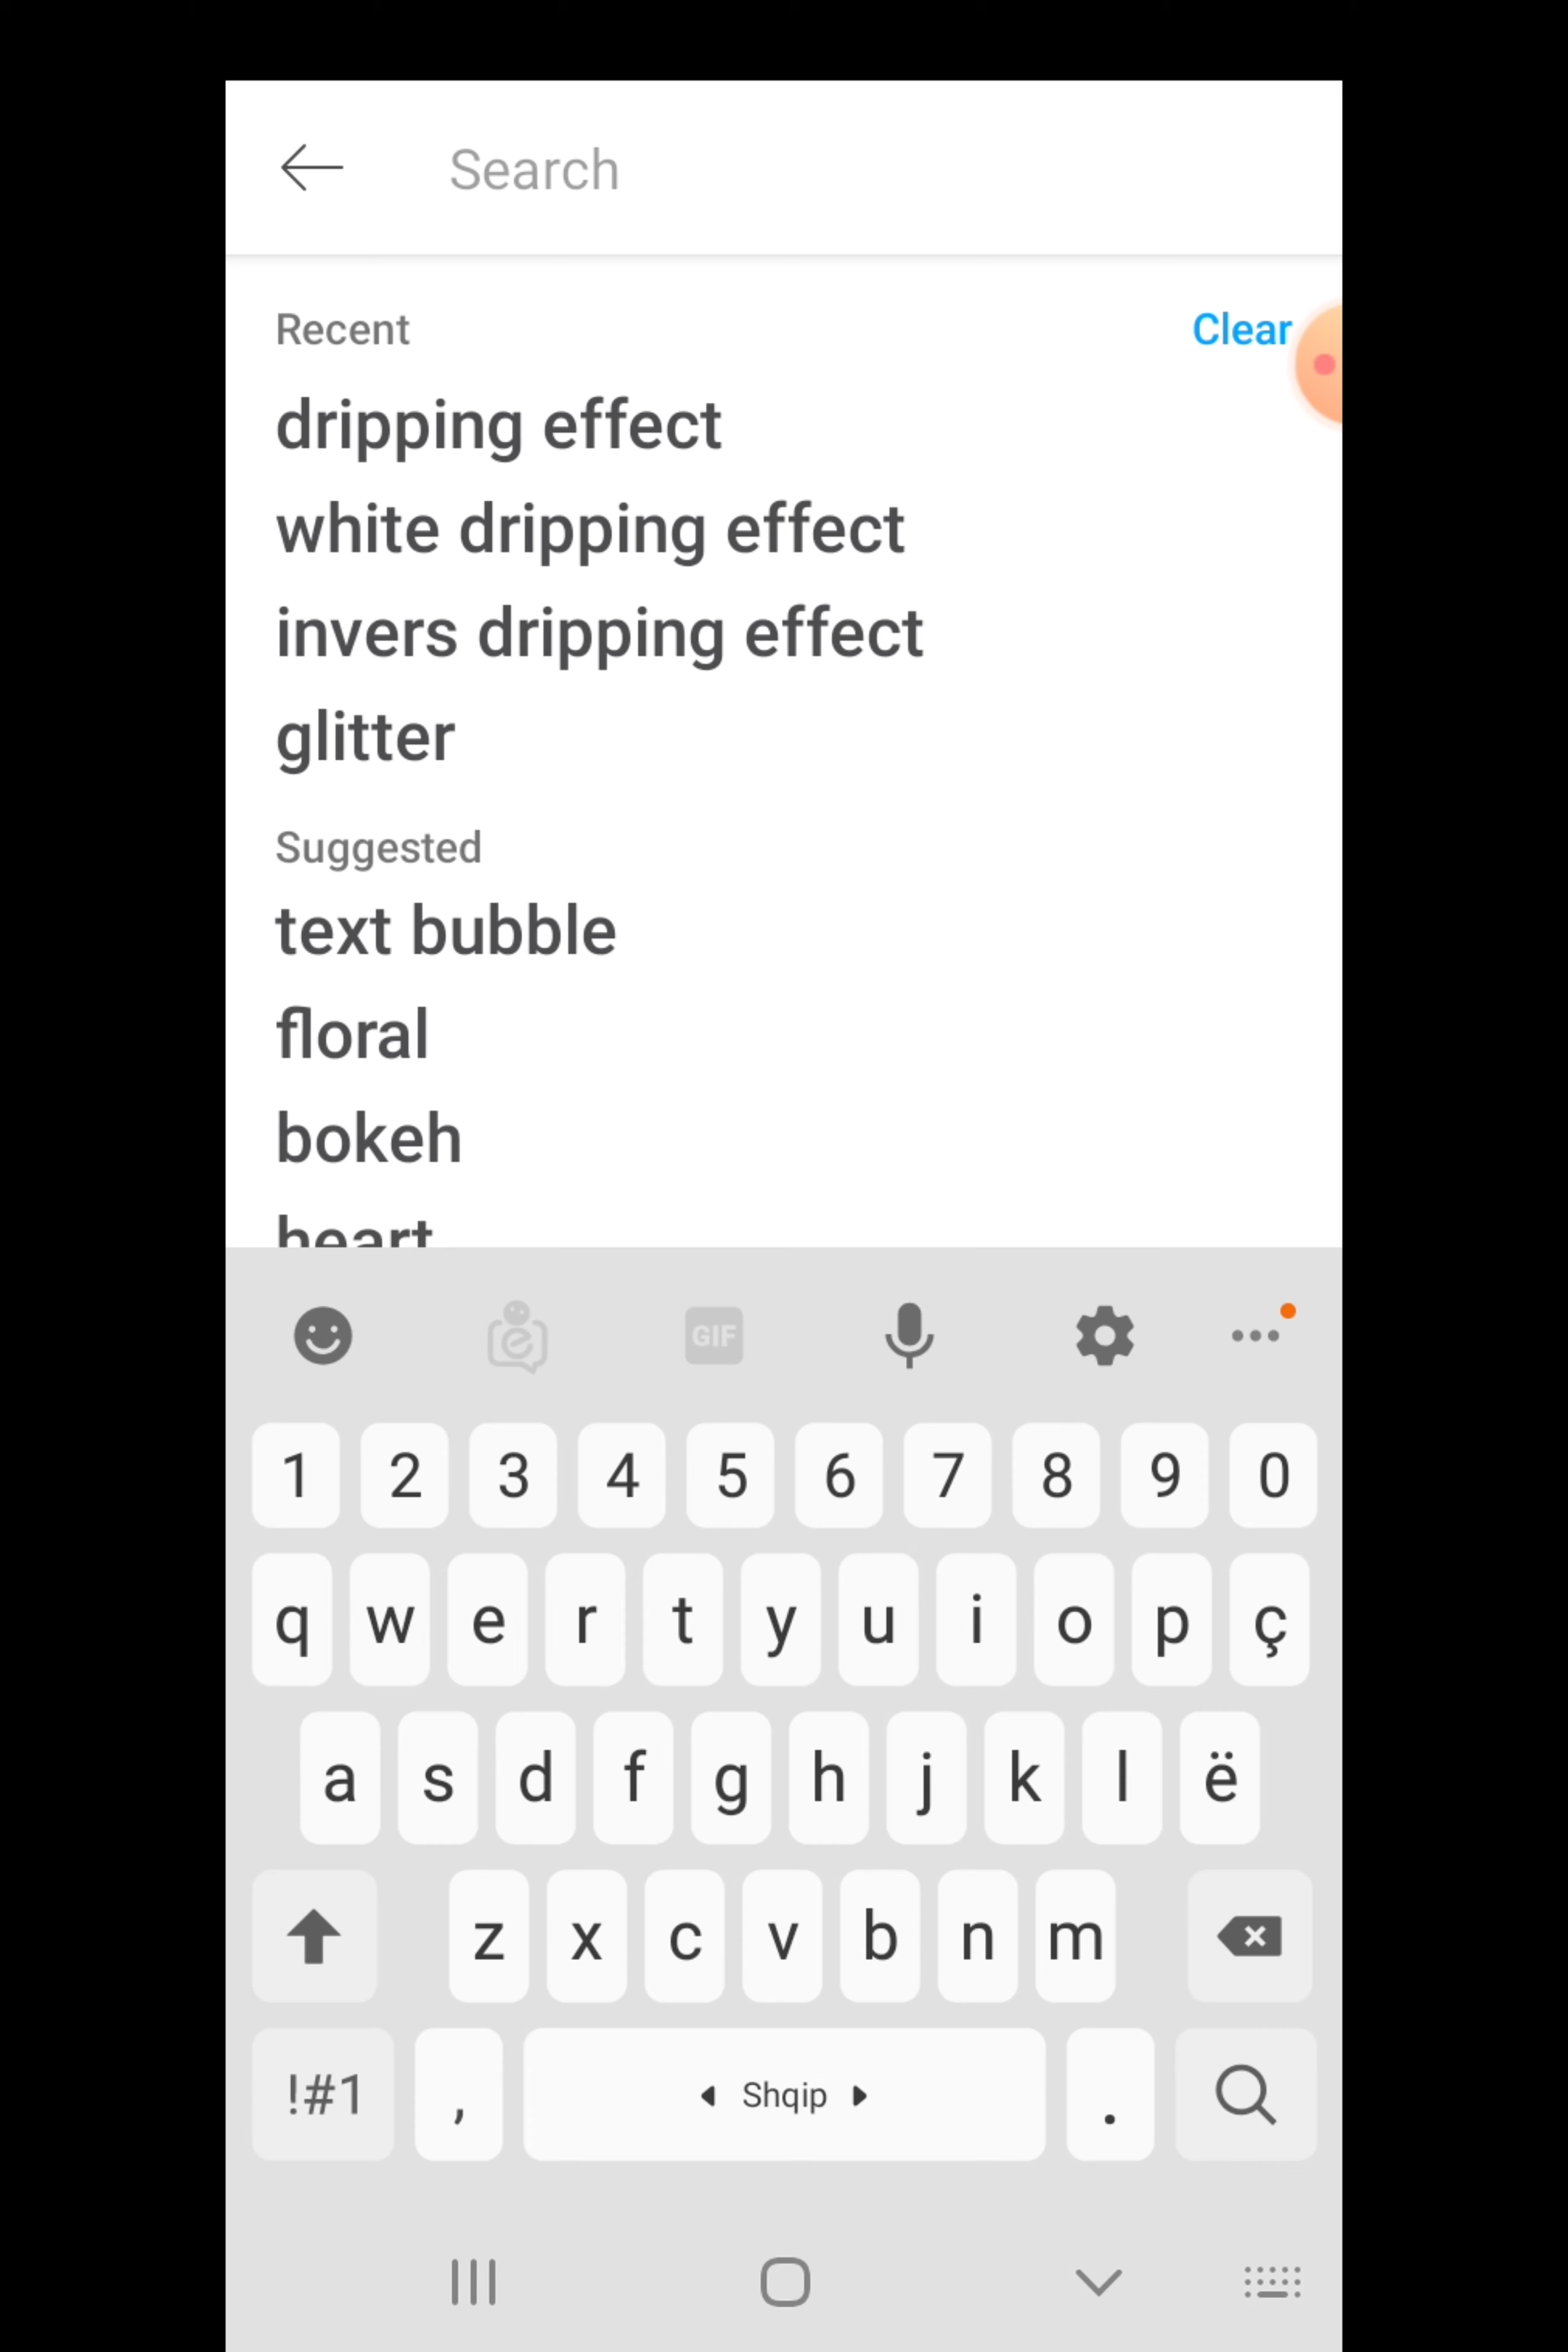 Search
Recent Clear
dripping effect
white dripping effect
invers dripping effect
glitter
Suggested
text bubble
floral
bokeh
heart
GIF
1 2 3 4 5 6 7 8 9 0
q w e r t y u i o p ç
a s d f g h j k l ë
z x c v b n m
!#1 , Shqip .